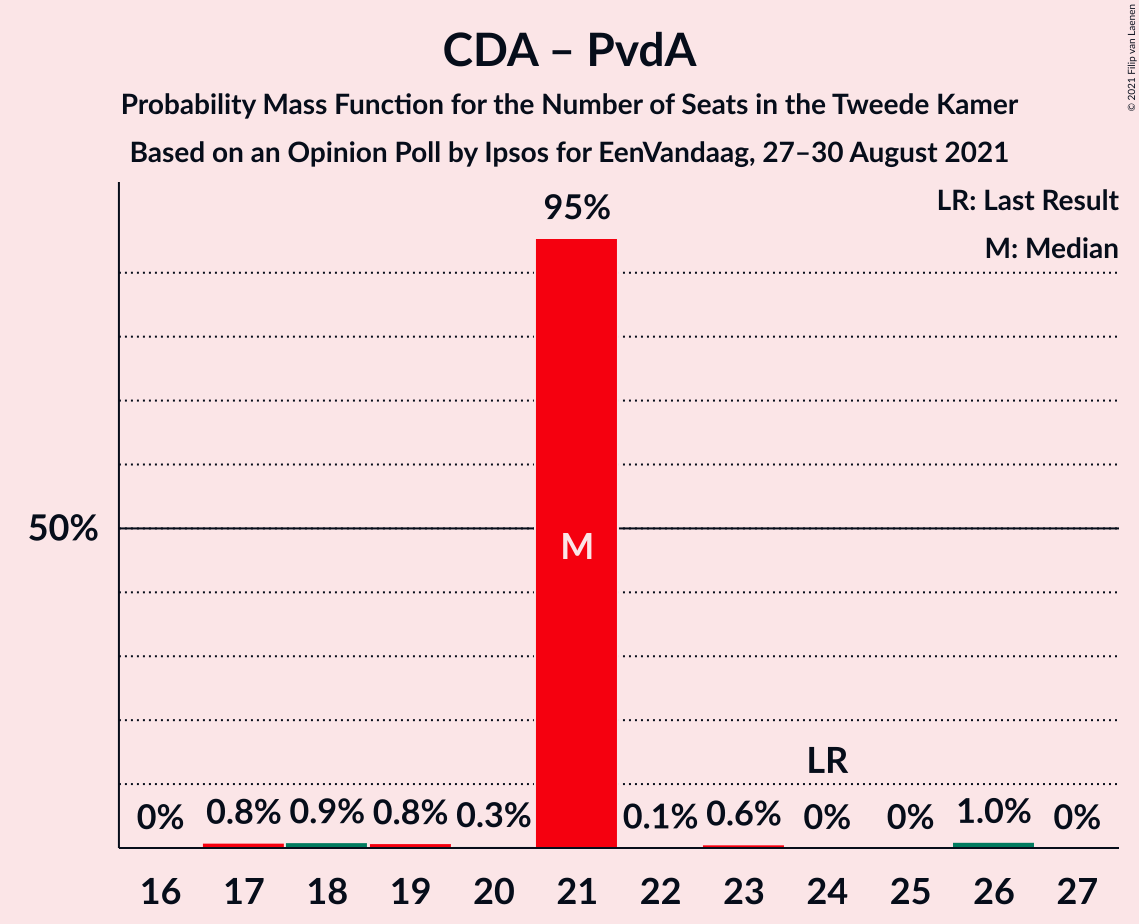 CDA – PvdA
Probability Mass Function for the Number of Seats in the Tweede Kamer
Based on an Opinion Poll by Ipsos for EenVandaag, 27–30 August 2021
© 2021 Filip van Laenen
LR: Last Result
M: Median
95%
50%
M
LR
0% 0.8% 0.9% 0.8% 0.3% 0.1% 0.6% 0% 0% 1.0% 0%
16 17 18 19 20 21 22 23 24 25 26 27